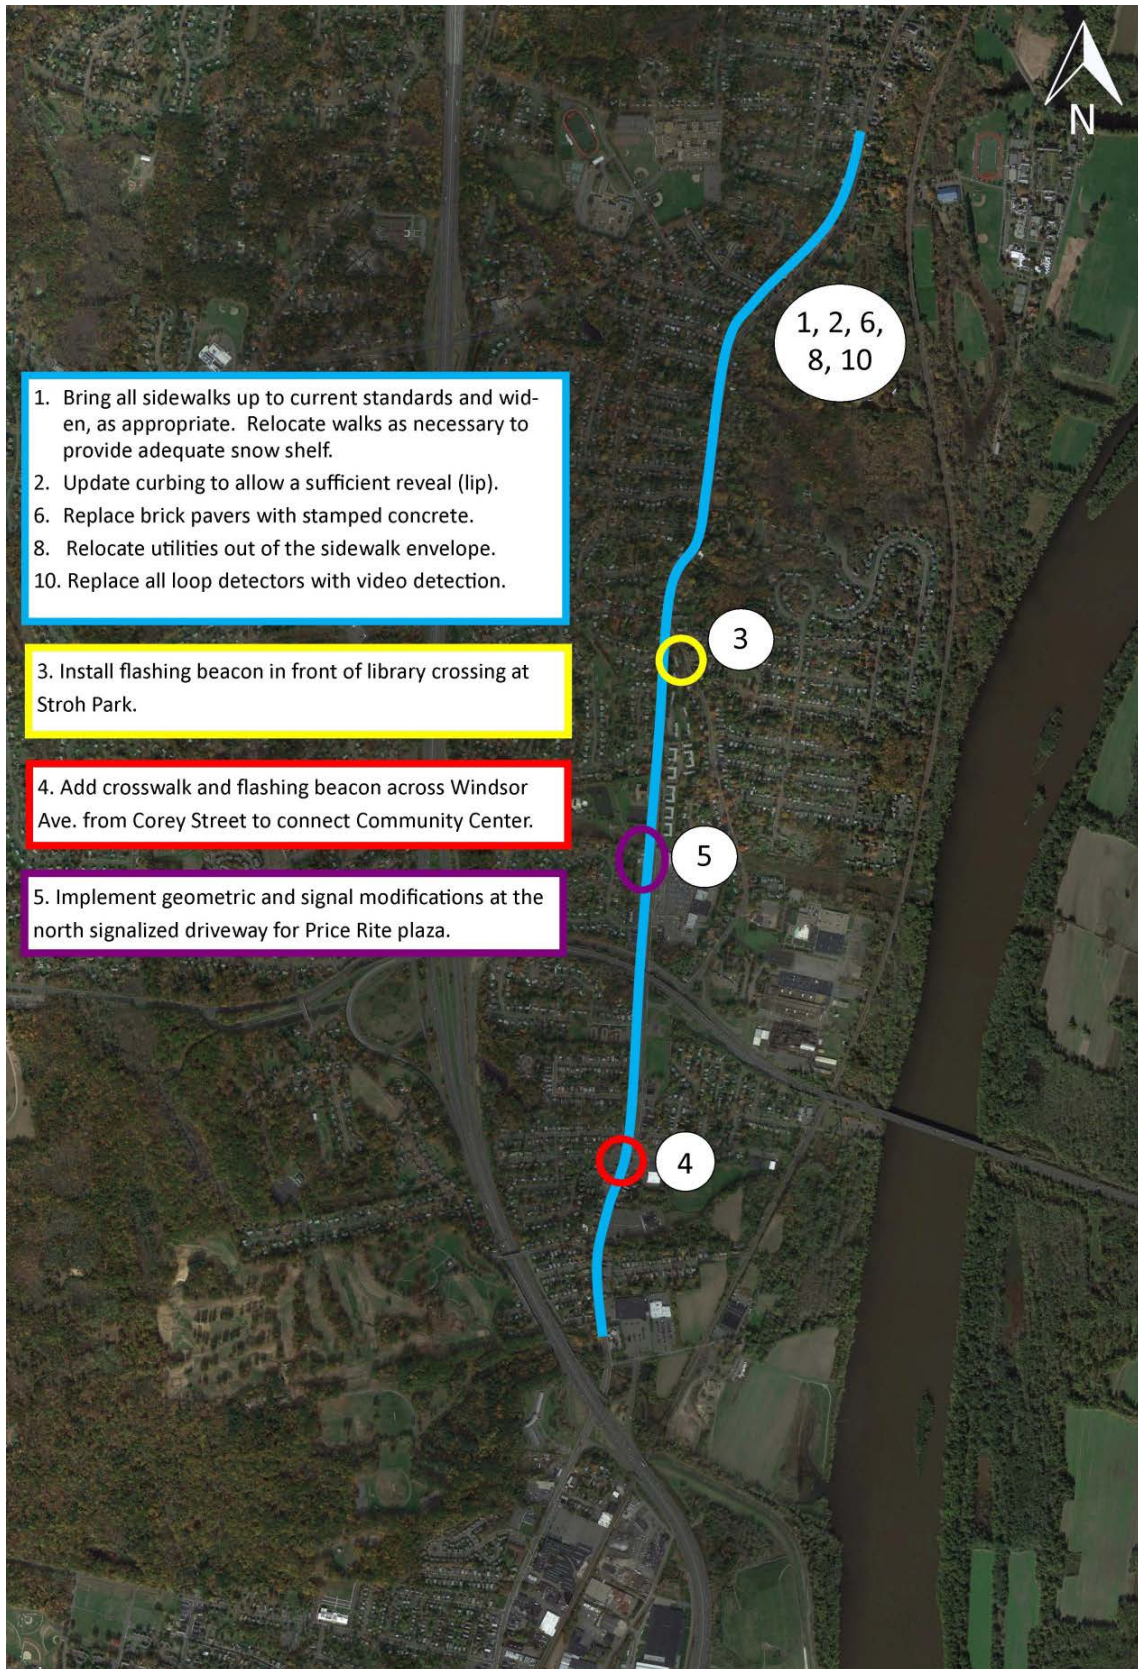 N
1, 2, 6,
8, 10
1. Bring all sidewalks up to current standards and wid-
en, as appropriate. Relocate walks as necessary to
provide adequate snow shelf.
2. Update curbing to allow a sufficient reveal (lip).
6. Replace brick pavers with stamped concrete.
8. Relocate utilities out of the sidewalk envelope.
10. Replace all loop detectors with video detection.
3
3. Install flashing beacon in front of library crossing at
Stroh Park.
4. Add crosswalk and flashing beacon across Windsor
Ave. from Corey Street to connect Community Center.
5
5. Implement geometric and signal modifications at the
north signalized driveway for Price Rite plaza.
4